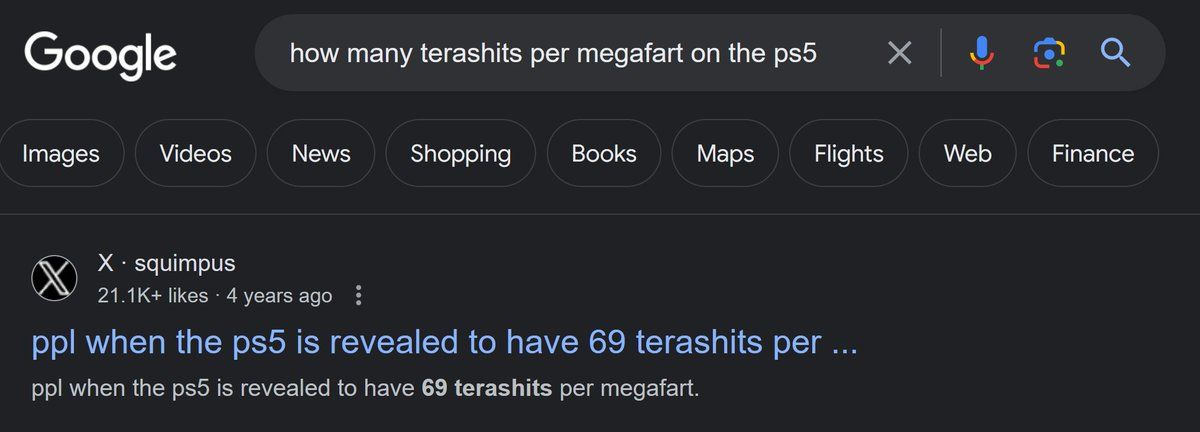 Google
how many terashits per megafart on the ps5
Images Videos News Shopping Books Maps Flights Web Finance
X · squimpus
21.1K+ likes · 4 years ago
ppl when the ps5 is revealed to have 69 terashits per ...
ppl when the ps5 is revealed to have 69 terashits per megafart.